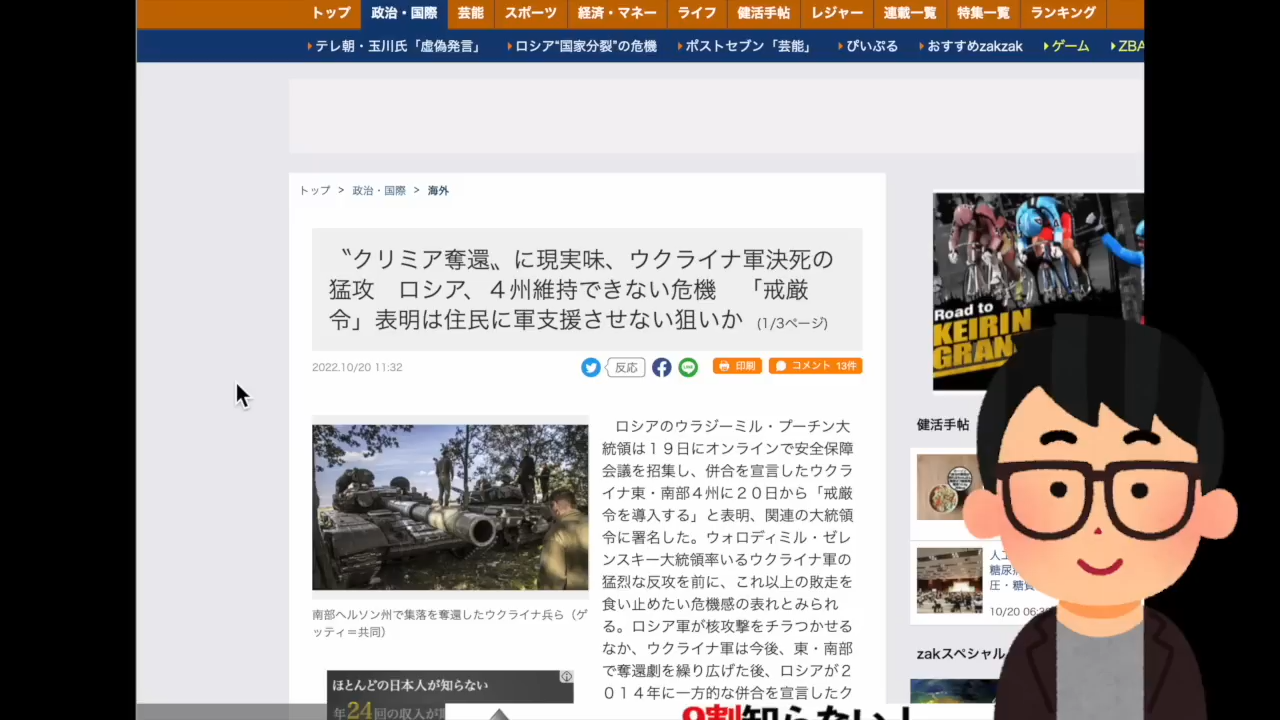 トップ 政治・国際 芸能 スポーツ 経済・マネー ライフ 健活手帖 レジャー 連載一覧 特集一覧 ランキング
テレ朝・玉川氏「虚偽発言」 ロシア“国家分裂”の危機 ポストセブン「芸能」 ぴいぷる おすすめzakzak ゲーム ZBA
トップ > 政治・国際 > 海外
〝クリミア奪還〟に現実味、ウクライナ軍決死の
猛攻　ロシア、４州維持できない危機　「戒厳
令」表明は住民に軍支援させない狙いか (1/3ページ)
2022.10/20 11:32
反応 印刷 コメント 13件
ロシアのウラジーミル・プーチン大
統領は１９日にオンラインで安全保障
会議を招集し、併合を宣言したウクラ
イナ東・南部４州に２０日から「戒厳
令を導入する」と表明、関連の大統領
令に署名した。ウォロディミル・ゼレ
ンスキー大統領率いるウクライナ軍の
猛烈な反攻を前に、これ以上の敗走を
食い止めたい危機感の表れとみられ
る。ロシア軍が核攻撃をチラつかせる
なか、ウクライナ軍は今後、東・南部
で奪還劇を繰り広げた後、ロシアが２
０１４年に一方的な併合を宣言したク
南部ヘルソン州で集落を奪還したウクライナ兵ら（ゲ
ッティ＝共同）
ほとんどの日本人が知らない
年24回の収入が
9割知らない！
Road to
KEIRIN
GRAN
健活手帖
人工
糖尿
圧・糖質
10/20 06:3
zakスペシャル